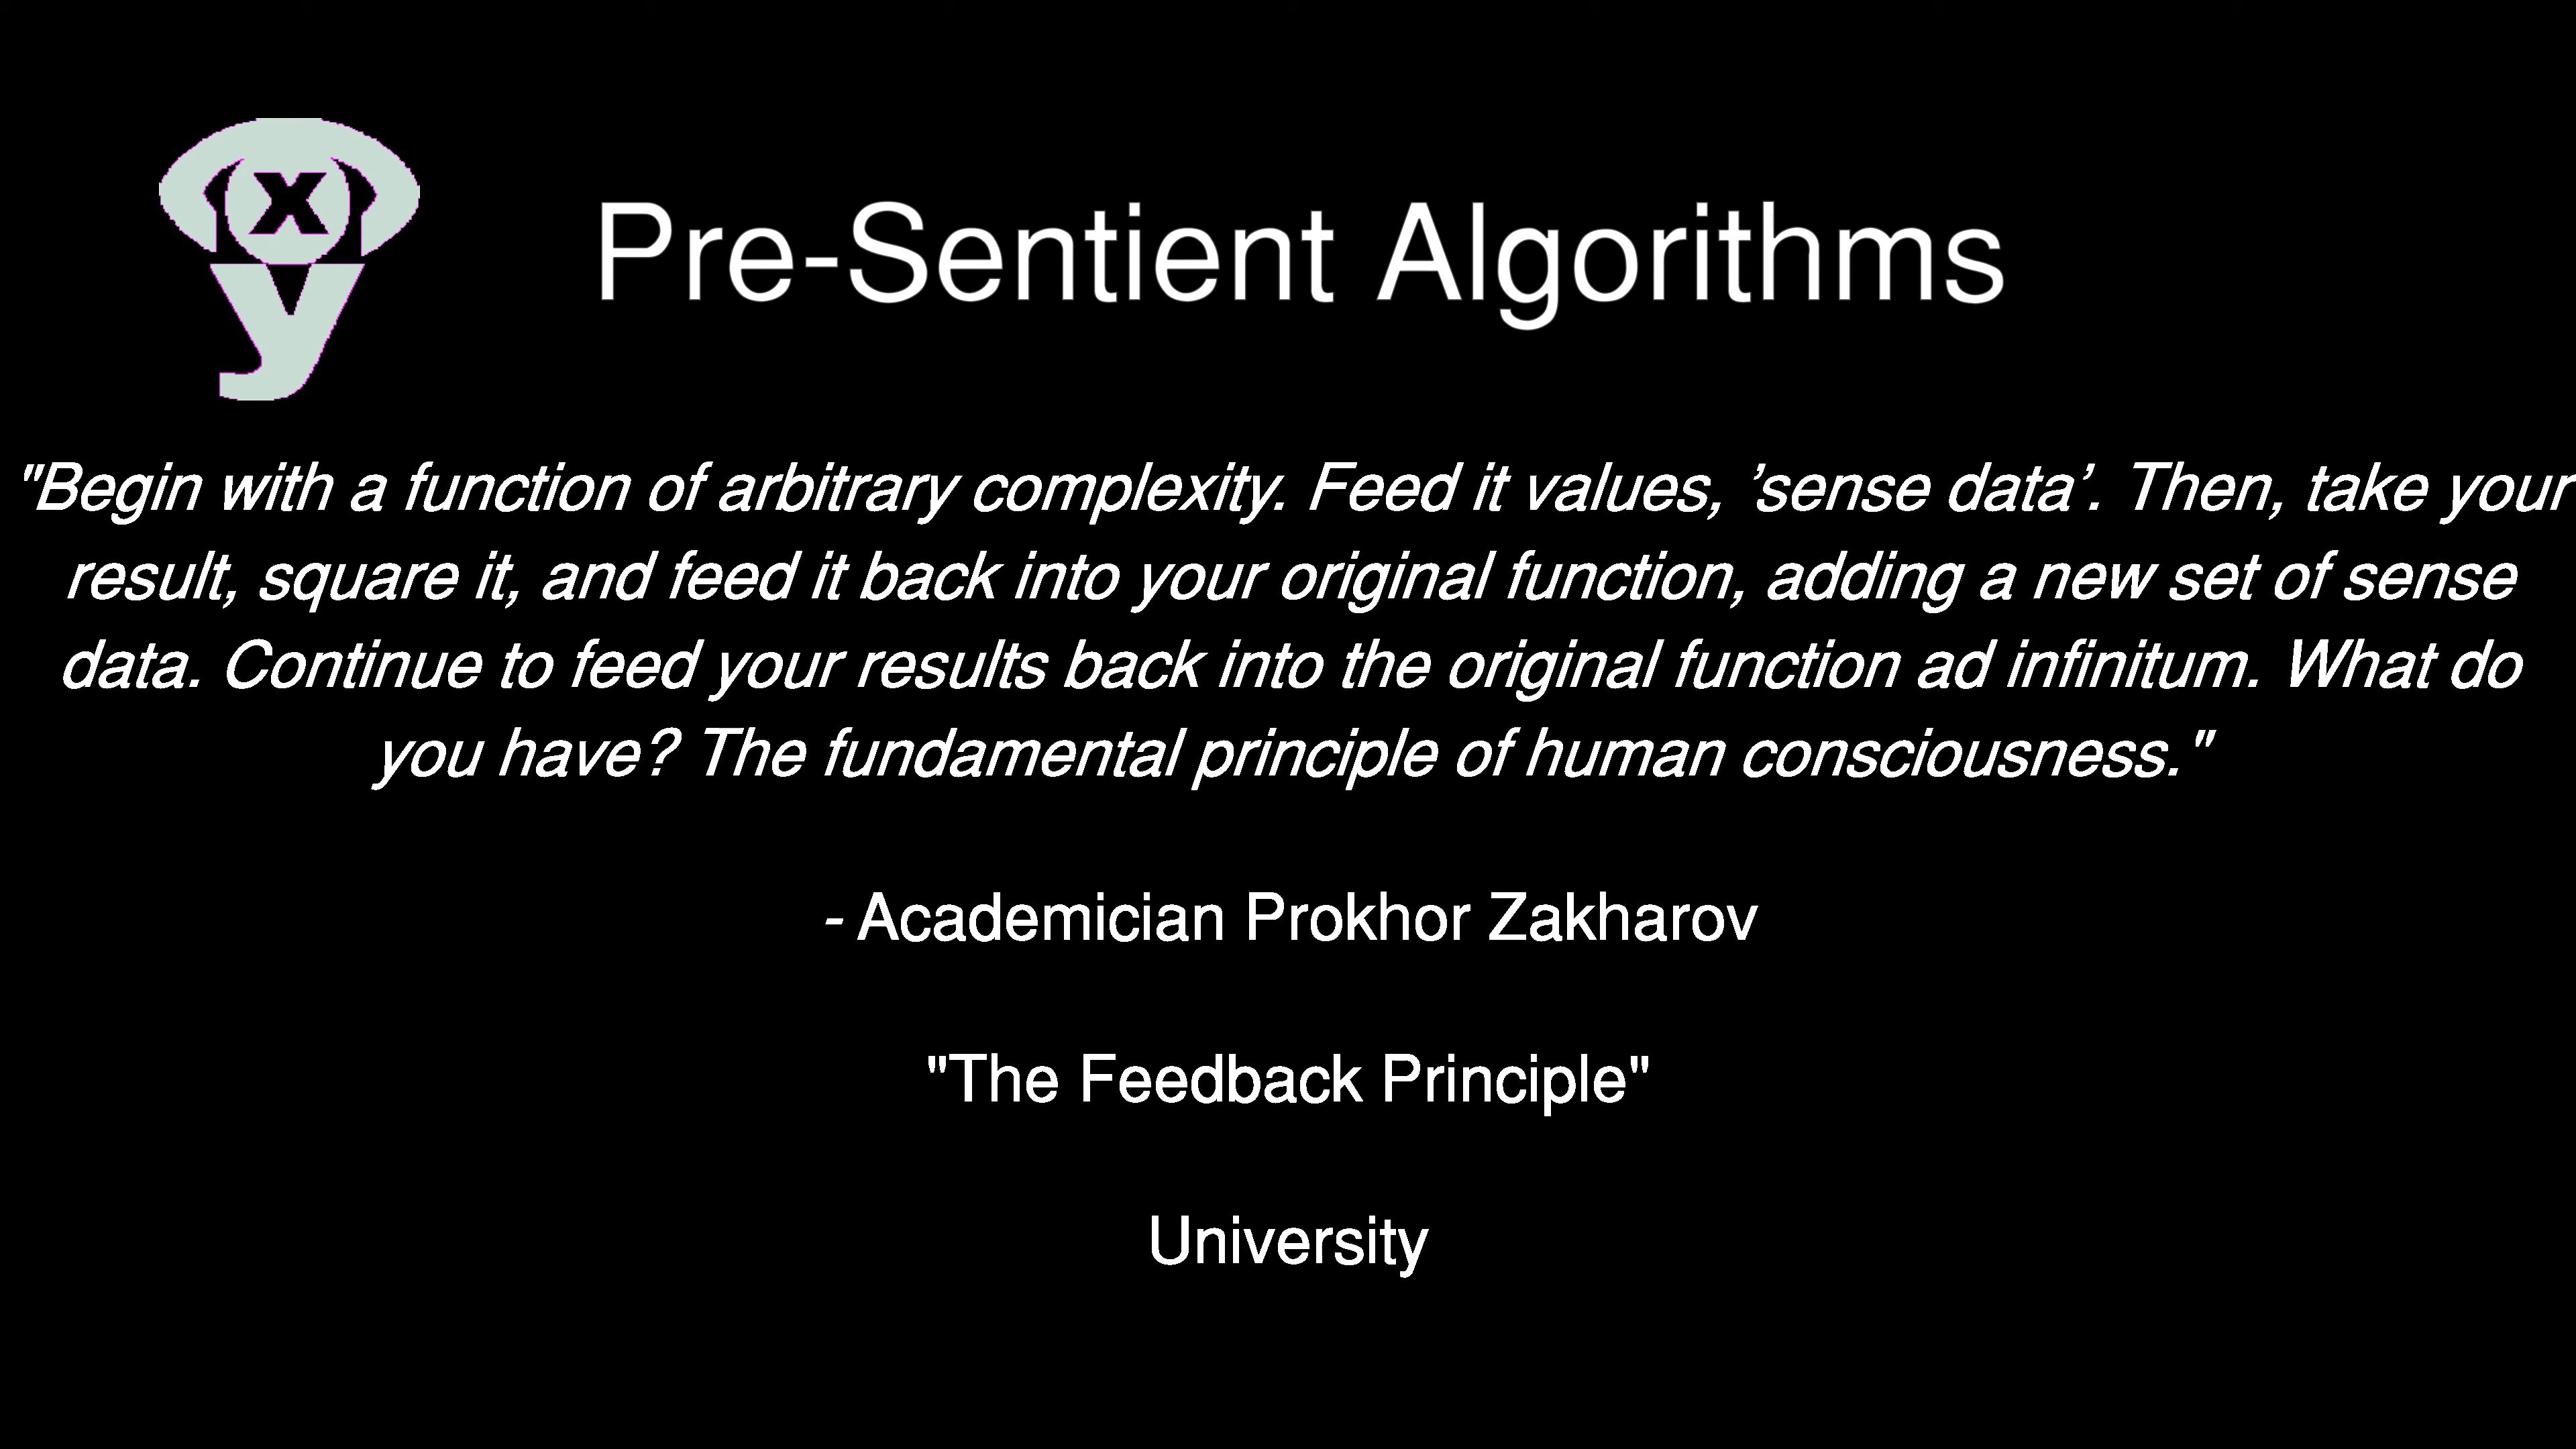 x
y
Pre-Sentient Algorithms
"Begin with a function of arbitrary complexity. Feed it values, ’sense data’. Then, take your
result, square it, and feed it back into your original function, adding a new set of sense
data. Continue to feed your results back into the original function ad infinitum. What do
you have? The fundamental principle of human consciousness."
- Academician Prokhor Zakharov
"The Feedback Principle"
University